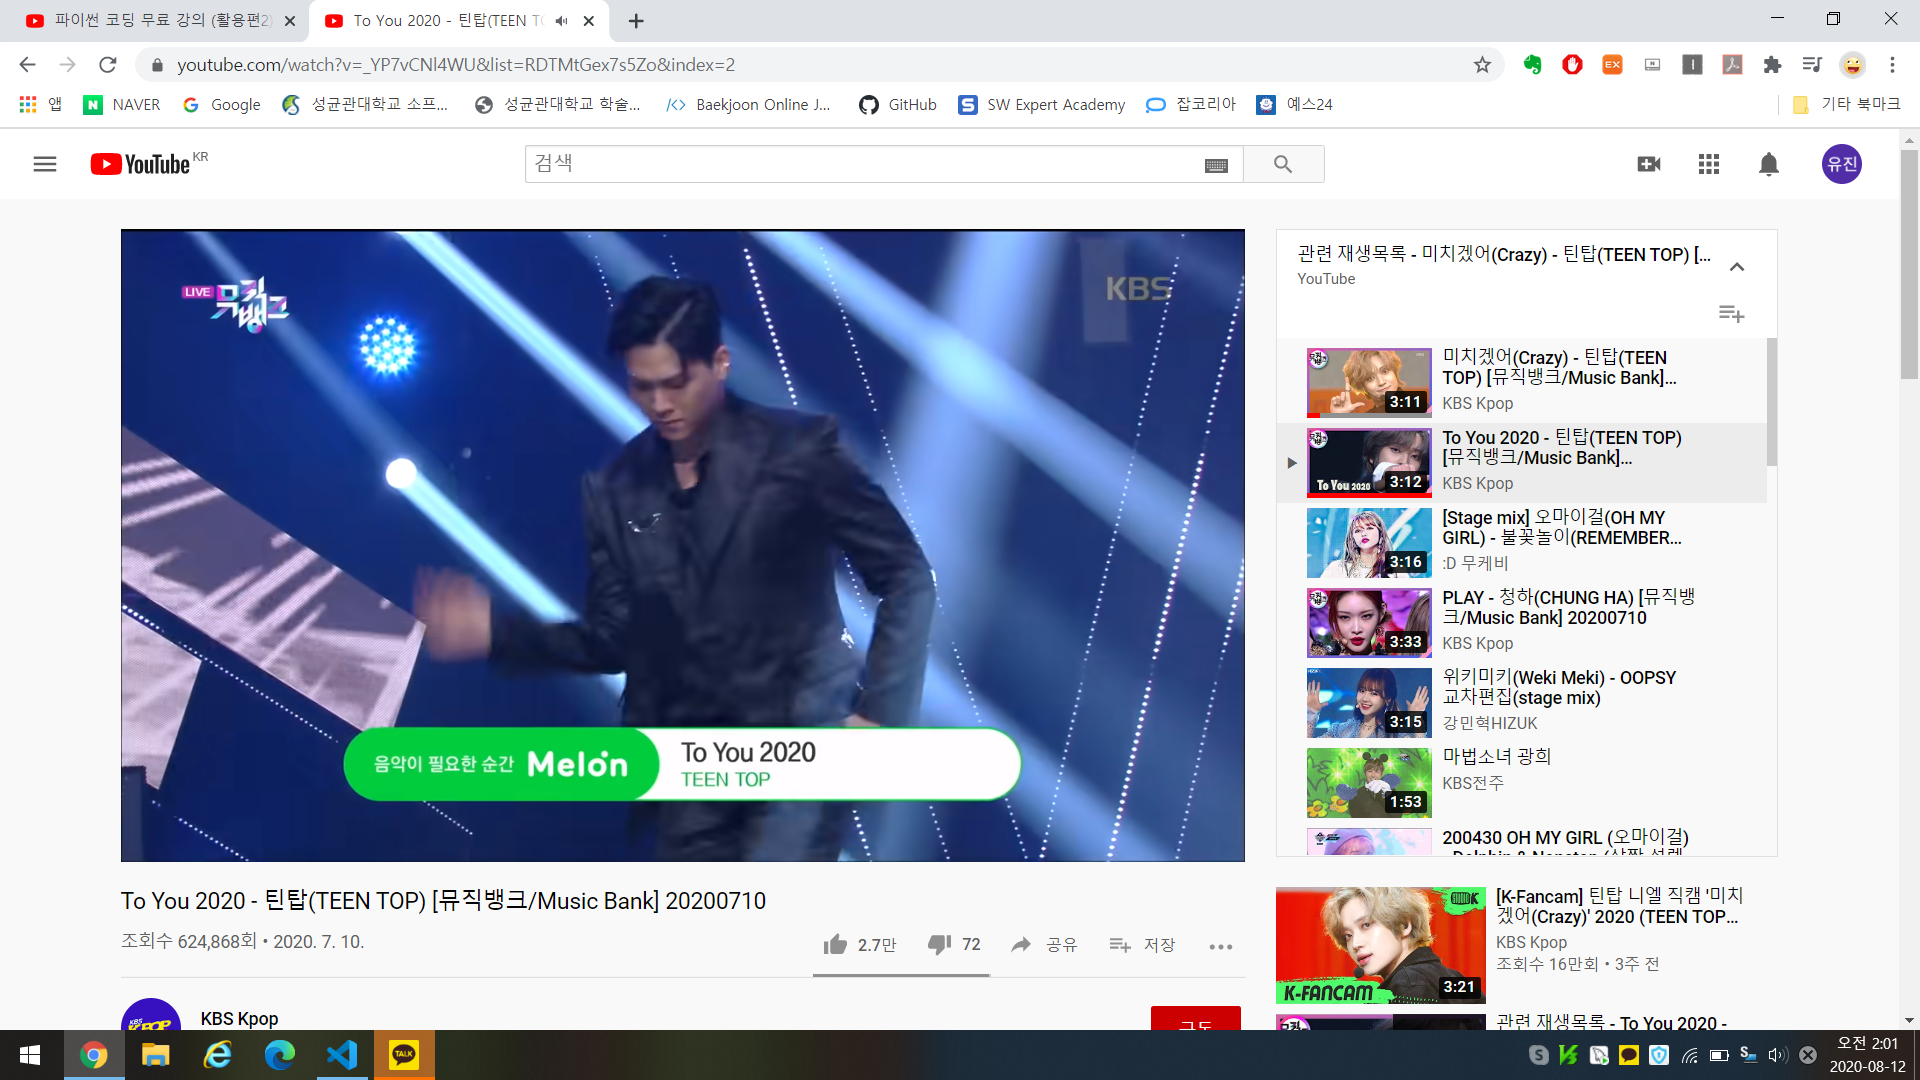 파이썬 코딩 무료 강의 (활용편2)
To You 2020 - 틴탑(TEEN TO
youtube.com/watch?v=_YP7vCNl4WU&list=RDTMtGex7s5Zo&index=2
앱
NAVER
Google
성균관대학교 소프...
성균관대학교 학술...
Baekjoon Online J...
GitHub
SW Expert Academy
잡코리아
예스24
기타 북마크
YouTube KR
검색
유진
LIVE 뮤직뱅크
KBS
음악이 필요한 순간 Melon
To You 2020
TEEN TOP
To You 2020 - 틴탑(TEEN TOP) [뮤직뱅크/Music Bank] 20200710
조회수 624,868회 • 2020. 7. 10.
2.7만
72
공유
저장
KBS Kpop
구독
관련 재생목록 - 미치겠어(Crazy) - 틴탑(TEEN TOP) [...
YouTube
미치겠어(Crazy) - 틴탑(TEEN
TOP) [뮤직뱅크/Music Bank]...
KBS Kpop
3:11
To You 2020 - 틴탑(TEEN TOP)
[뮤직뱅크/Music Bank]...
KBS Kpop
To You 2020
3:12
[Stage mix] 오마이걸(OH MY
GIRL) - 불꽃놀이(REMEMBER...
:D 무케비
3:16
PLAY - 청하(CHUNG HA) [뮤직뱅
크/Music Bank] 20200710
KBS Kpop
3:33
위키미키(Weki Meki) - OOPSY
교차편집(stage mix)
강민혁HIZUK
3:15
마법소녀 광희
KBS전주
1:53
200430 OH MY GIRL (오마이걸)
[K-Fancam] 틴탑 니엘 직캠 '미치
겠어(Crazy)' 2020 (TEEN TOP...
KBS Kpop
조회수 16만회 • 3주 전
K-FANCAM
3:21
관련 재생목록 - To You 2020 -
TALK
오전 2:01
2020-08-12